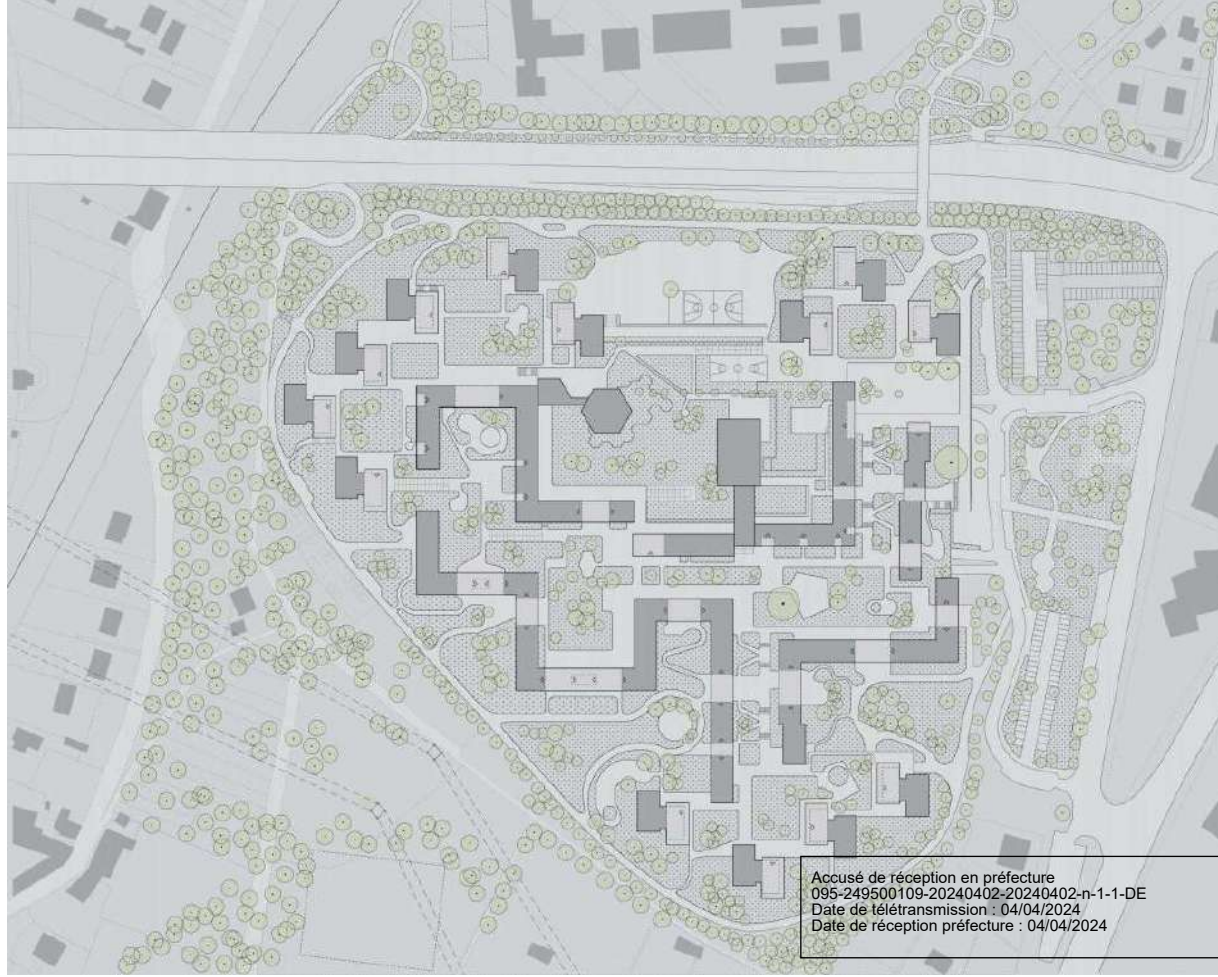 Accusé de réception en préfecture
095-249500109-20240402-20240402-n-1-1-DE
Date de télétransmission : 04/04/2024
Date de réception préfecture : 04/04/2024